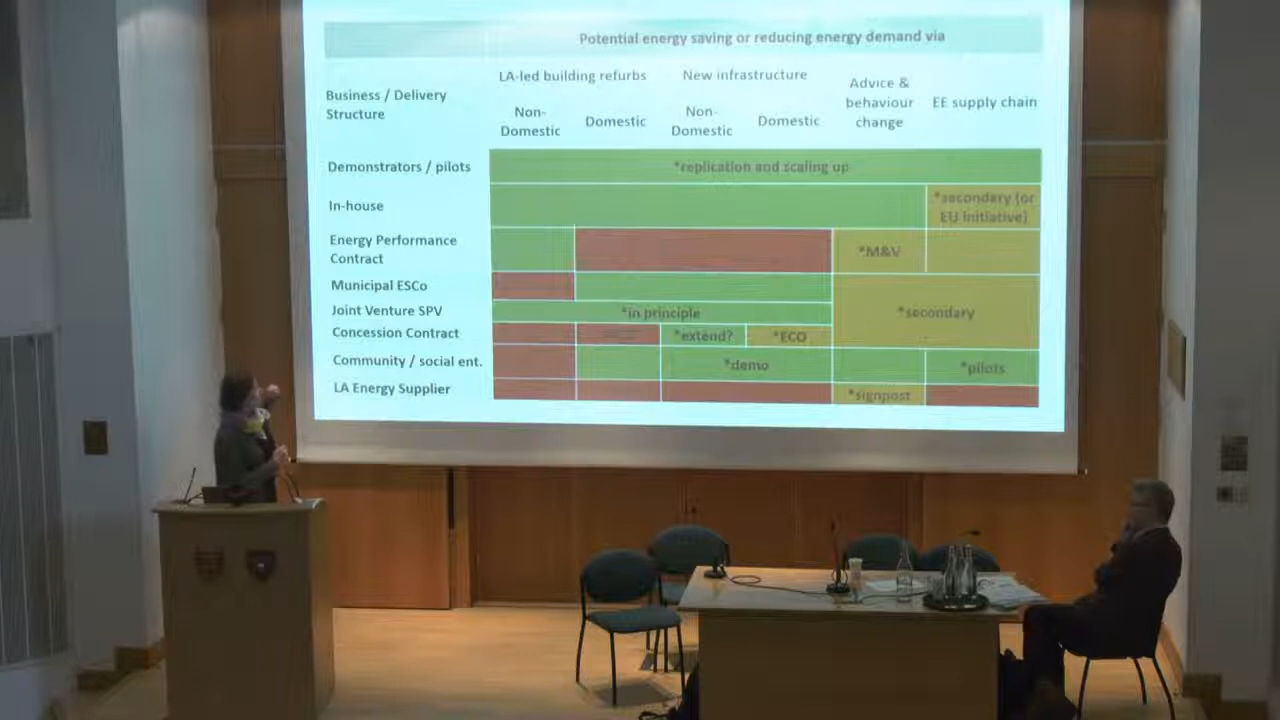 Potential energy saving or reducing energy demand via
LA-led building refurbs
New infrastructure
Business / Delivery
Structure
Non-
Domestic
Domestic
Non-
Domestic
Domestic
Advice &
behaviour
change
EE supply chain
Demonstrators / pilots
*replication and scaling up
In-house
*secondary (or
EU initiative)
Energy Performance
Contract
*M&V
Municipal ESCo
Joint Venture SPV
*in principle
*secondary
Concession Contract
*extend?
*ECO
Community / social ent.
*demo
*pilots
LA Energy Supplier
*signpost